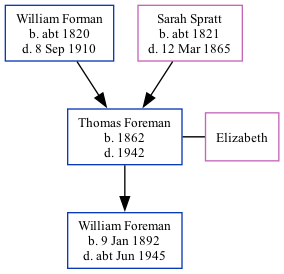 William Forman
b. abt 1820
d. 8 Sep 1910
Sarah Spratt
b. abt 1821
d. 12 Mar 1865
Thomas Foreman
b. 1862
d. 1942
Elizabeth
William Foreman
b. 9 Jan 1892
d. abt Jun 1945